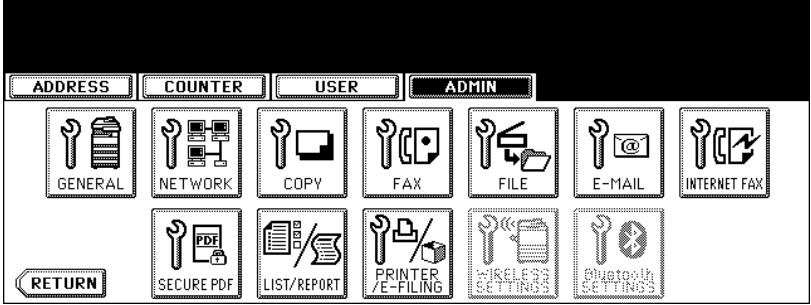 ADDRESS COUNTER USER ADMIN
GENERAL NETWORK COPY FAX FILE @ E-MAIL INTERNET FAX
PDF
SECURE PDF LIST/REPORT PRINTER /E-FILING WIRELESS SETTINGS Bluetooth SETTINGS
RETURN